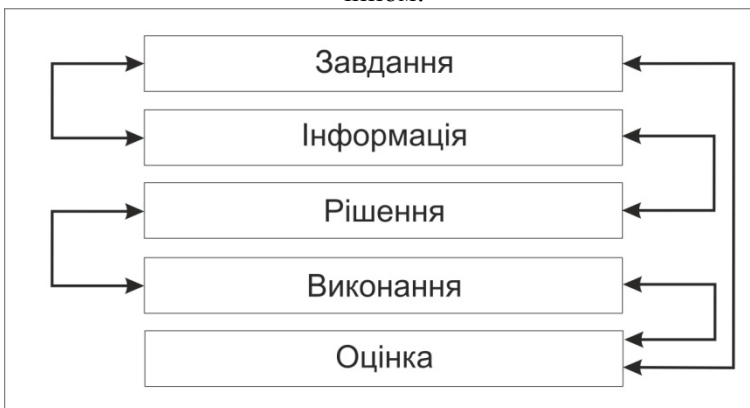 Завдання
Інформація
Рішення
Виконання
Оцінка